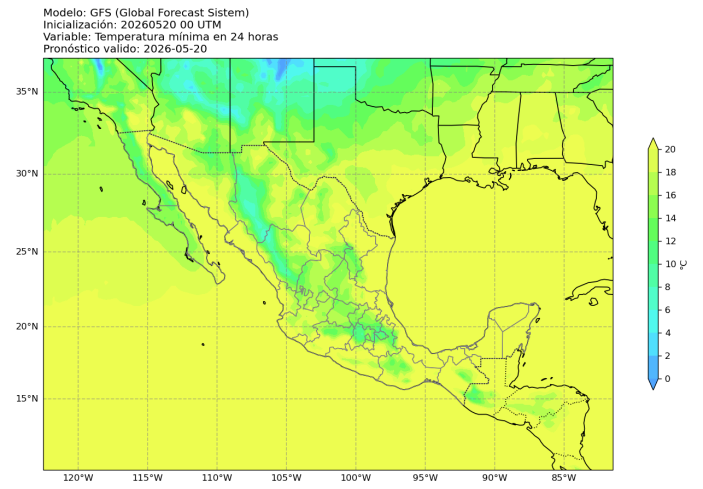 Modelo: GFS (Global Forecast Sistem)
Inicialización: 20260520 00 UTM
Variable: Temperatura mínima en 24 horas
Pronóstico valido: 2026-05-20
35°N
30°N
25°N
20°N
15°N
120°W 115°W 110°W 105°W 100°W 95°W 90°W 85°W
20
18
16
14
12
10
8
6
4
2
0
°C